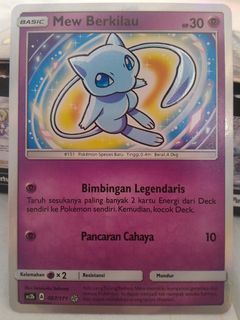 BASIC Mew Berkilau HP30
#151 Pokémon Spesies Baru Tinggi: 0.4m Berat: 4.0kg
Bimbingan Legendaris
Taruh sesukanya paling banyak 2 kartu Energi dari Deck
sendiri ke Pokémon sendiri. Kemudian, kocok Deck.
Pancaran Cahaya 10
Kelemahan ×2 Resistansi Mundur